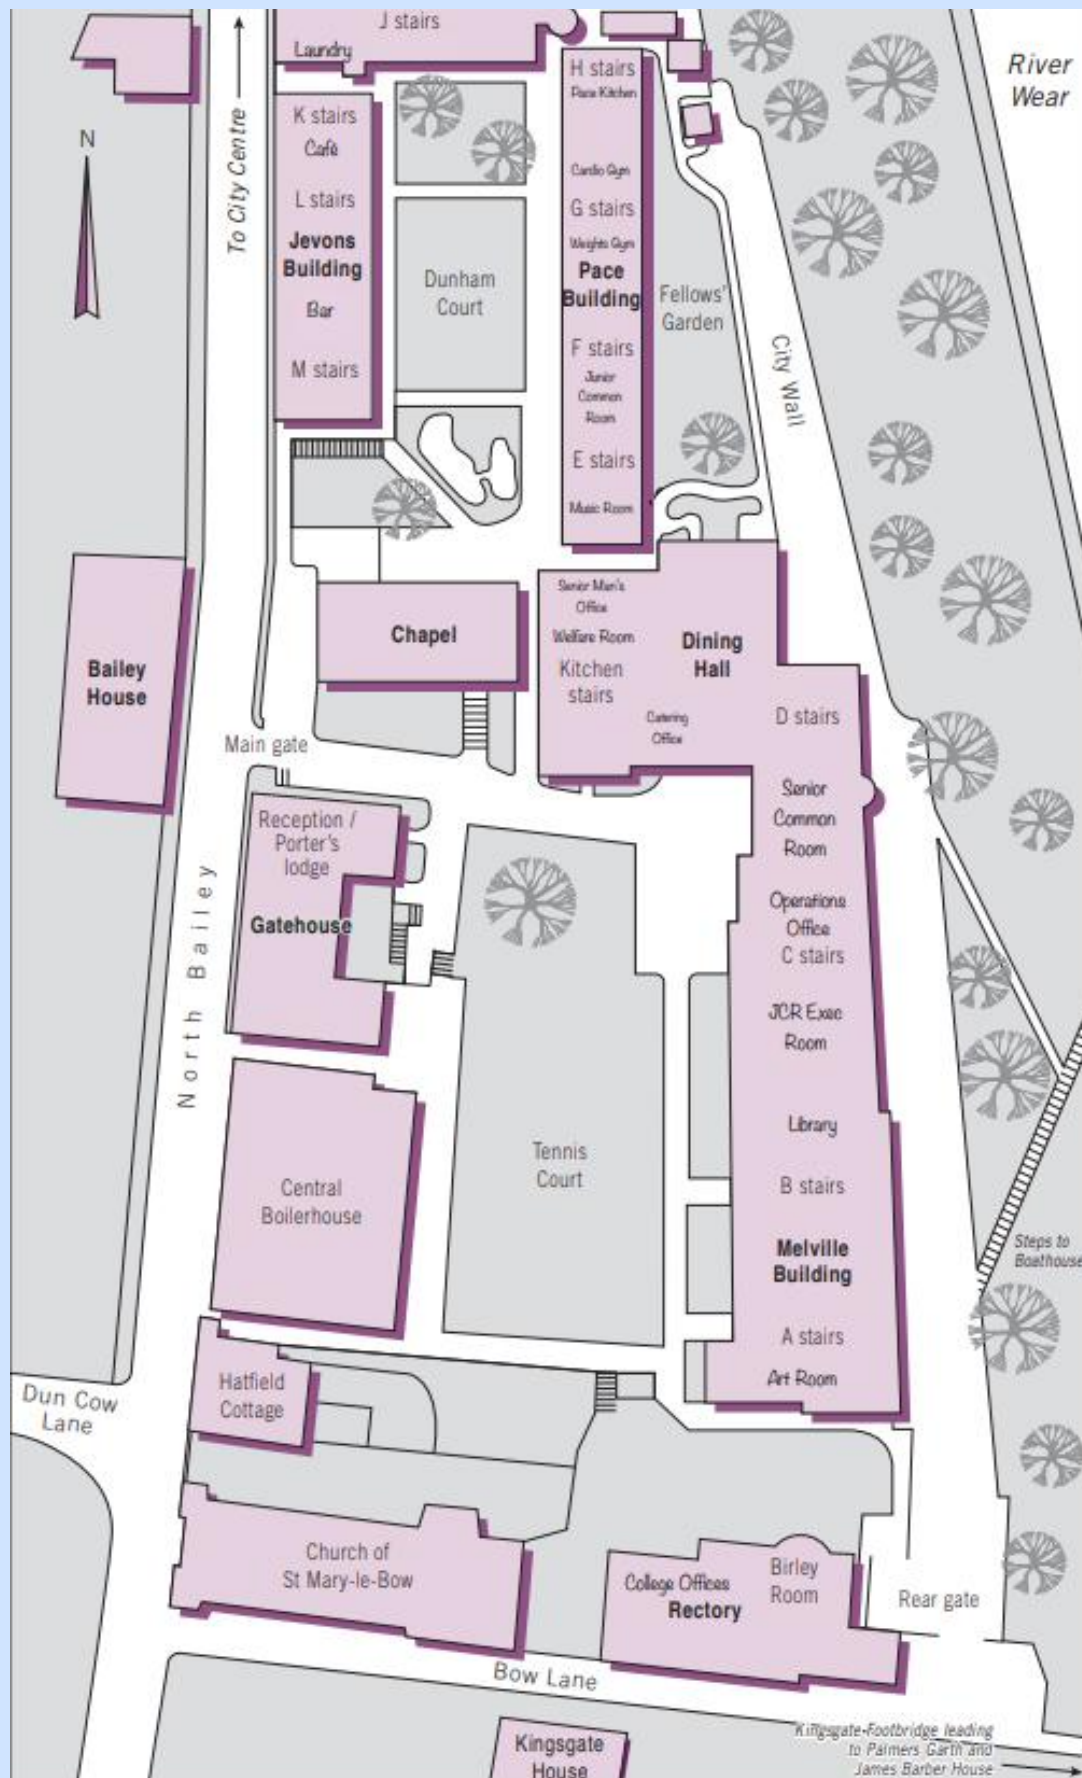 J stairs
Laundry
River
Wear
H stairs
Pace Kitchen
N
To City Centre
K stairs
Café
Cardio Gym
L stairs
G stairs
Jevons
Building
Weights Gym
Pace
Building
Dunham
Court
Fellows'
Garden
Bar
F stairs
City Wall
M stairs
Junior
Common
Room
E stairs
Music Room
Senior Man's
Office
Chapel
Welfare Room
Dining
Hall
Kitchen
stairs
Bailey
House
Catering
Office
D stairs
Main gate
Senior
Common
Room
Reception /
Porter's
lodge
Gatehouse
Operations
Office
C stairs
North Bailey
JCR Exec
Room
Library
Tennis
Court
Central
Boilerhouse
B stairs
Steps to
Boathouse
Melville
Building
A stairs
Art Room
Hatfield
Cottage
Dun Cow
Lane
Church of
St Mary-le-Bow
College Offices
Rectory
Birley
Room
Rear gate
Bow Lane
Kingsgate
House
Kingsgate Footbridge leading
to Palmers Garth and
James Barber House